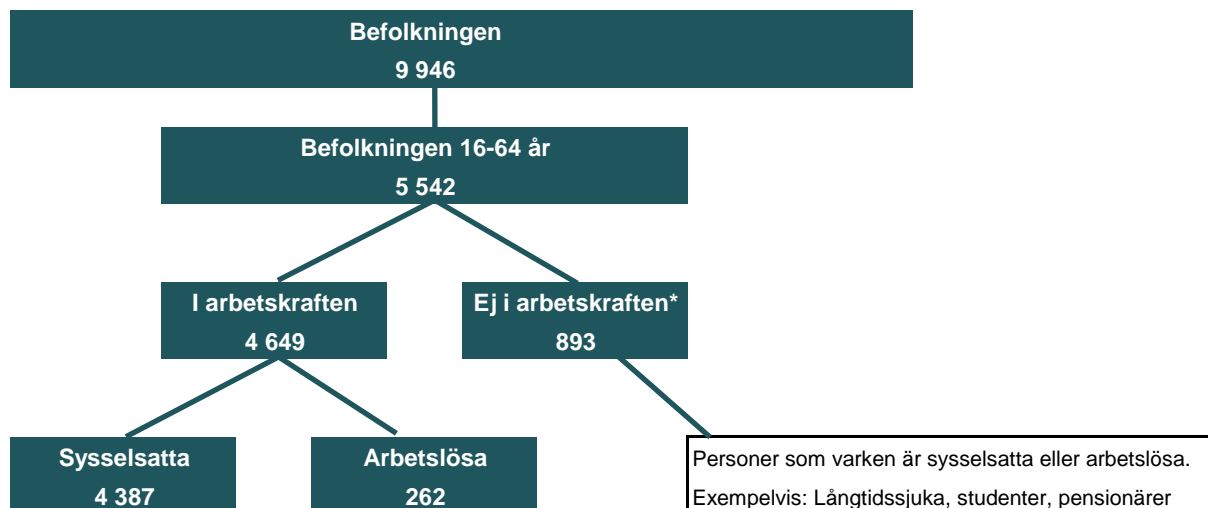 Befolkningen
9 946
Befolkningen 16-64 år
5 542
I arbetskraften
4 649
Ej i arbetskraften*
893
Sysselsatta
4 387
Arbetslösa
262
Personer som varken är sysselsatta eller arbetslösa.
Exempelvis: Långtidssjuka, studenter, pensionärer